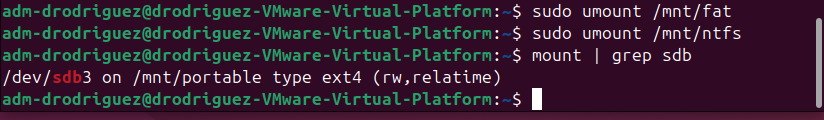 adm-drodriguez@drodriguez-VMware-Virtual-Platform:~$ sudo umount /mnt/fat
adm-drodriguez@drodriguez-VMware-Virtual-Platform:~$ sudo umount /mnt/ntfs
adm-drodriguez@drodriguez-VMware-Virtual-Platform:~$ mount | grep sdb
/dev/sdb3 on /mnt/portable type ext4 (rw,relatime)
adm-drodriguez@drodriguez-VMware-Virtual-Platform:~$